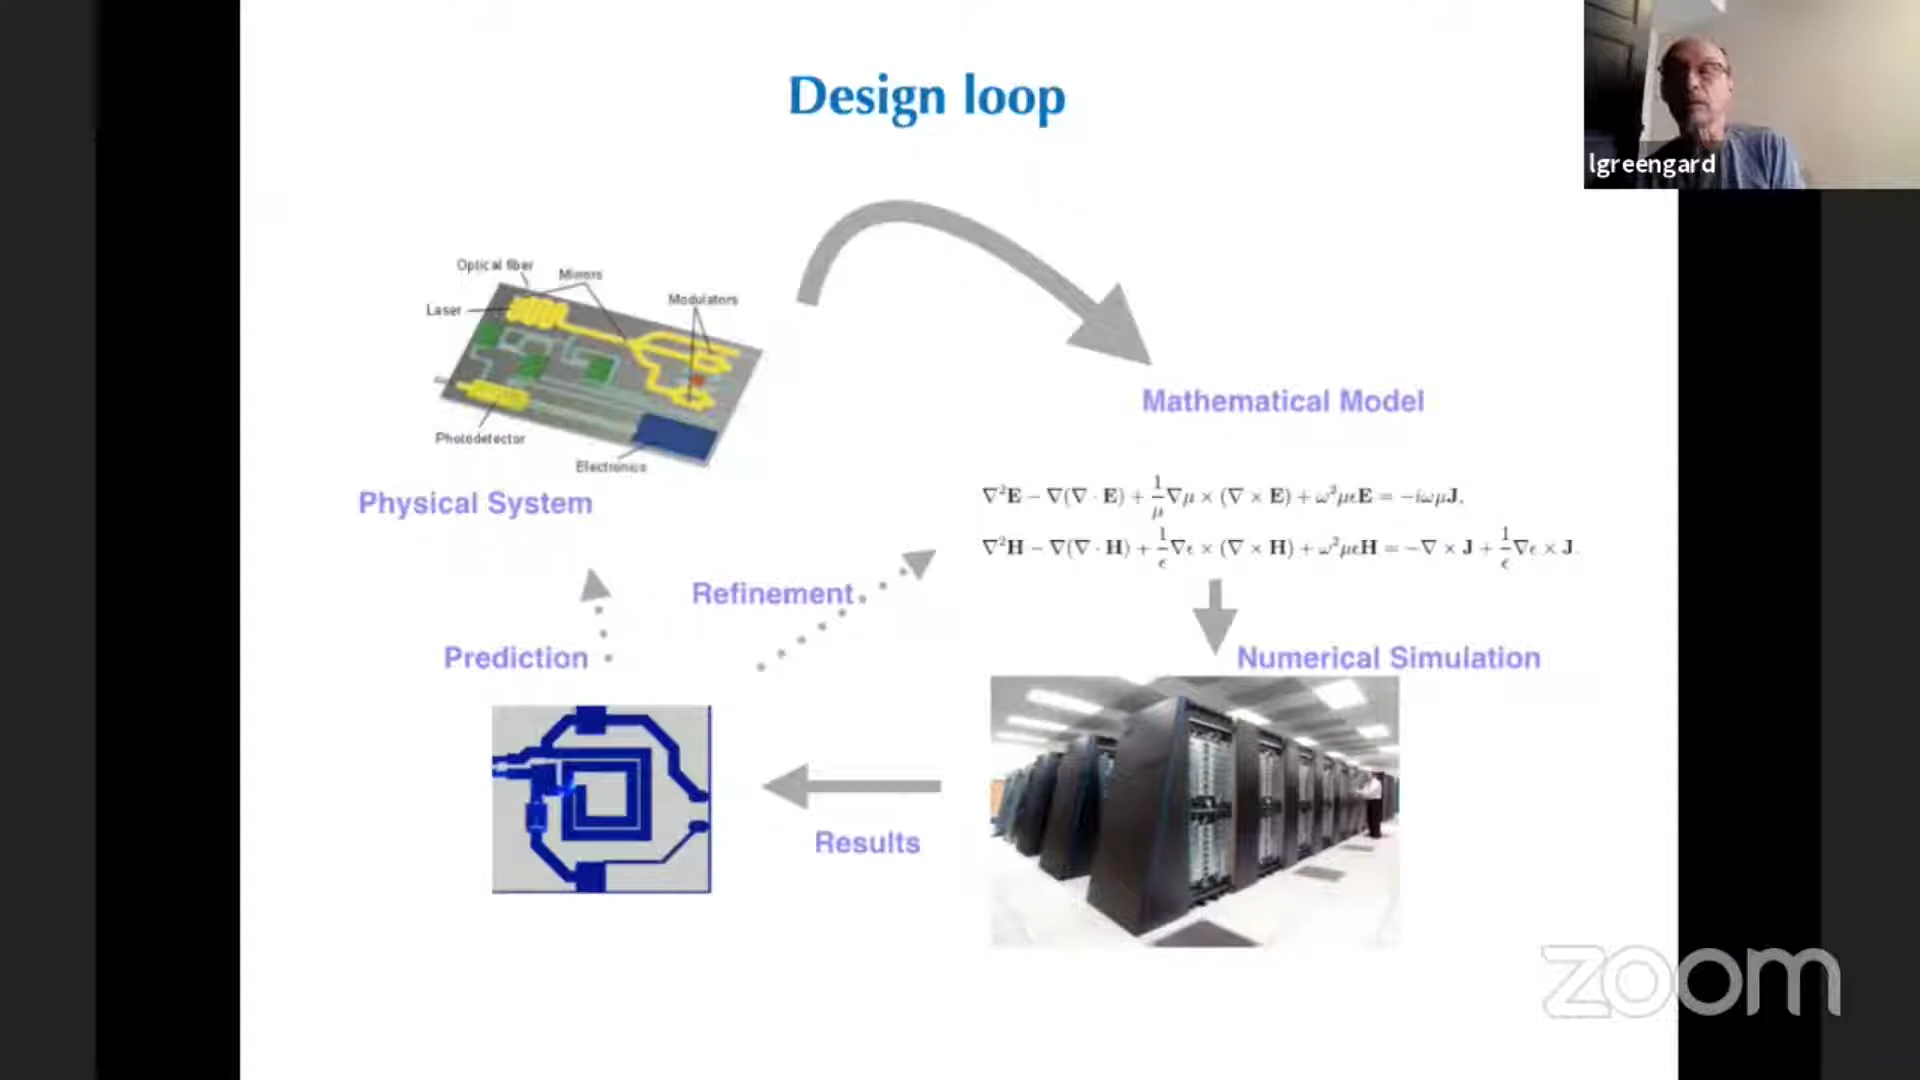 Design loop
lgreengard
Optical fiber
Mirrors
Modulators
Laser
Photodetector
Electronics
Physical System
Mathematical Model
∇²E − ∇(∇ · E) + 1/μ ∇μ × (∇ × E) + ω²μϵE = −iωμJ,
∇²H − ∇(∇ · H) + 1/ϵ ∇ϵ × (∇ × H) + ω²μϵH = −∇ × J + 1/ϵ ∇ϵ × J.
Refinement
Prediction
Numerical Simulation
Results
zoom